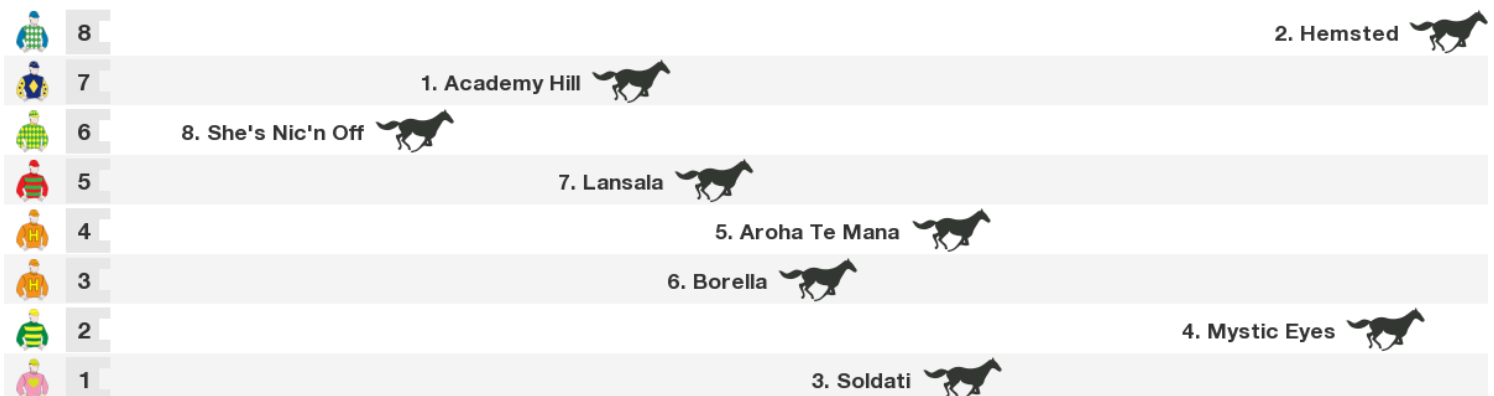 8 2. Hemsted
7 1. Academy Hill
6 8. She's Nic'n Off
5 7. Lansala
4 5. Aroha Te Mana
3 6. Borella
2 4. Mystic Eyes
1 3. Soldati
H
H